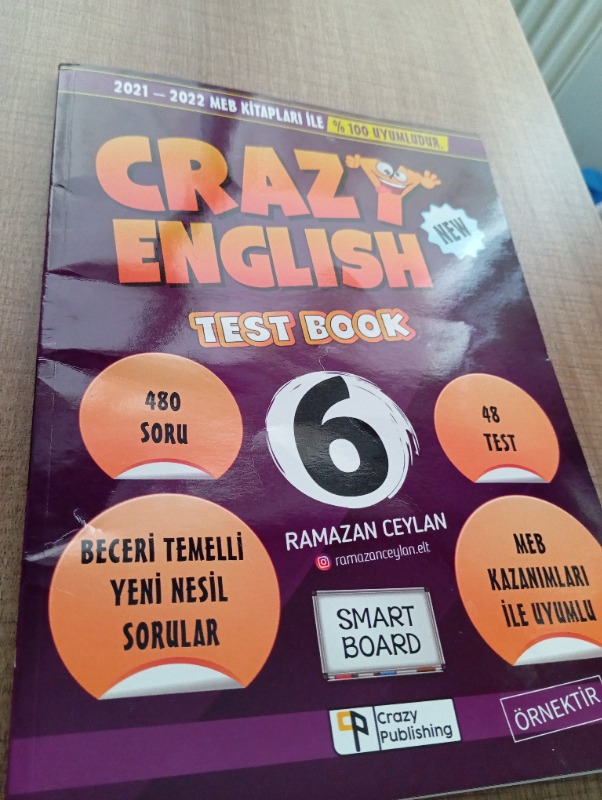 2021 – 2022 MEB KİTAPLARI İLE % 100 UYUMLUDUR.
CRAZY
ENGLISH
NEW
TEST BOOK
480
SORU
6
48
TEST
RAMAZAN CEYLAN
ramazanceylan.elt
BECERİ TEMELLİ
YENİ NESİL
SORULAR
MEB
KAZANIMLARI
İLE UYUMLU
SMART
BOARD
Crazy
Publishing
ÖRNEKTİR